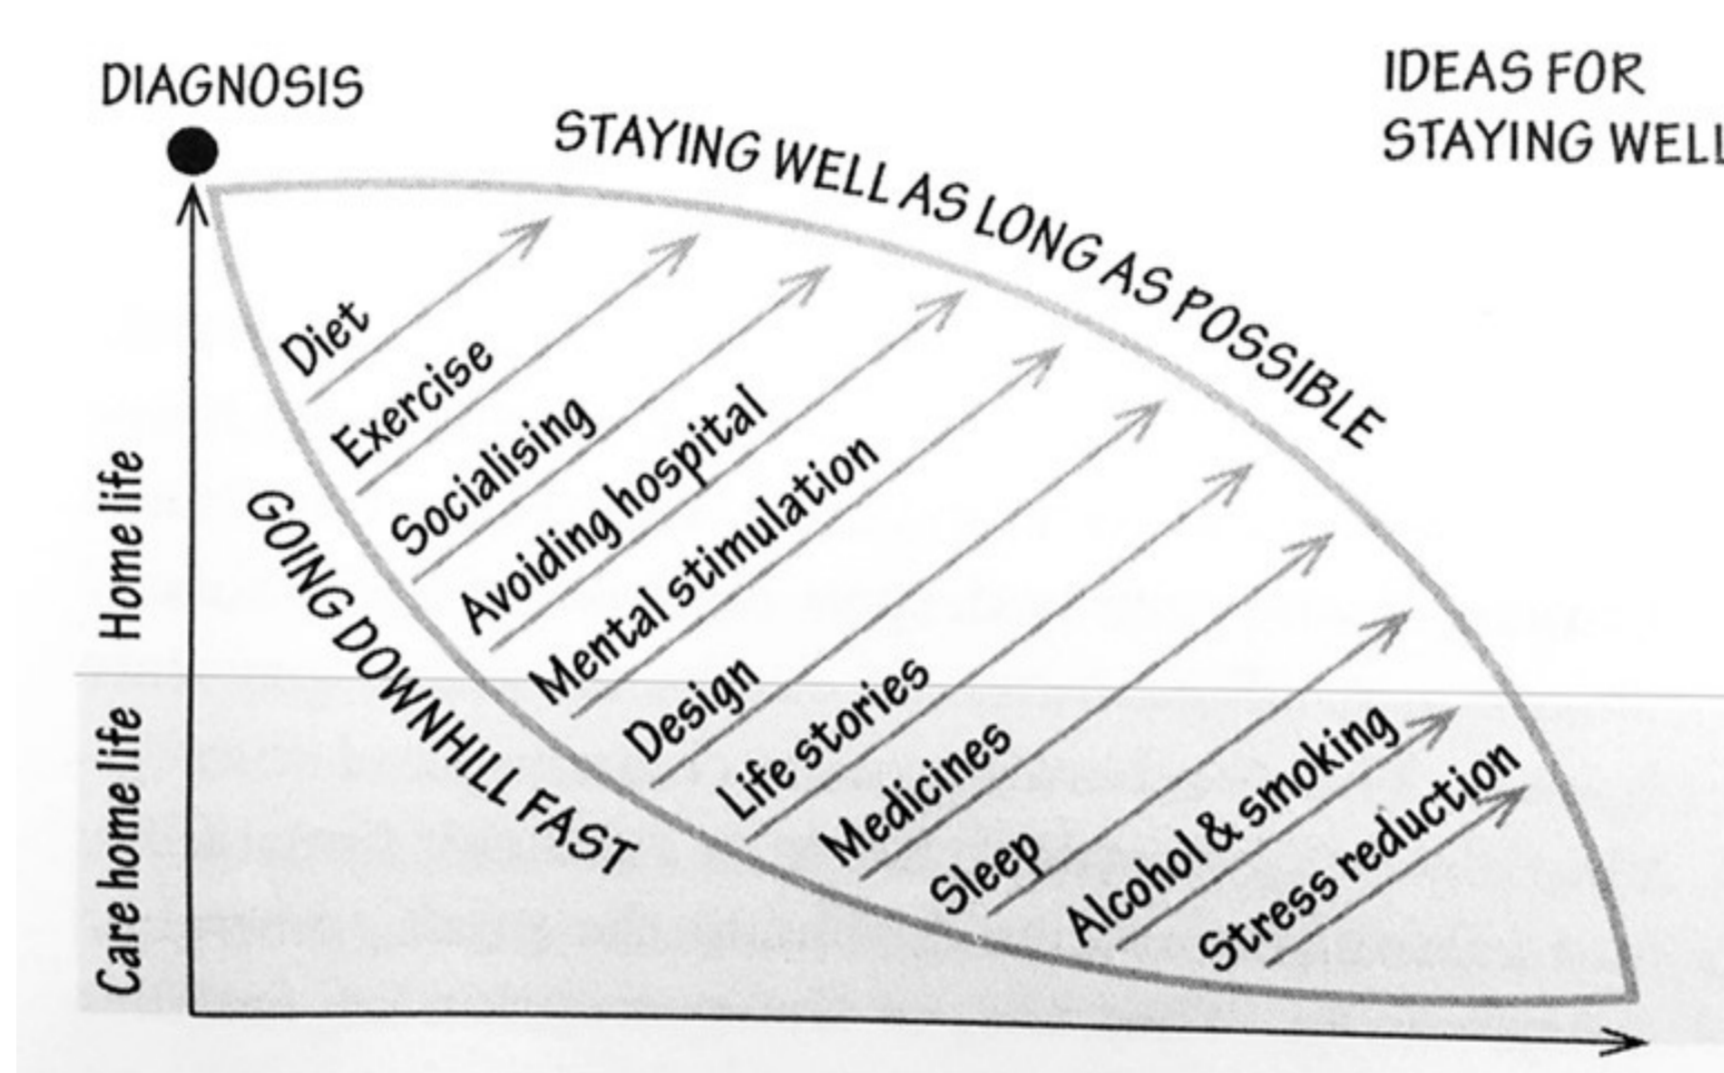 DIAGNOSIS
IDEAS FOR
STAYING WELL
STAYING WELL AS LONG AS POSSIBLE
Diet
Exercise
Socialising
Avoiding hospital
Mental stimulation
Design
Life stories
Medicines
Sleep
Alcohol & smoking
Stress reduction
GOING DOWNHILL FAST
Home life
Care home life